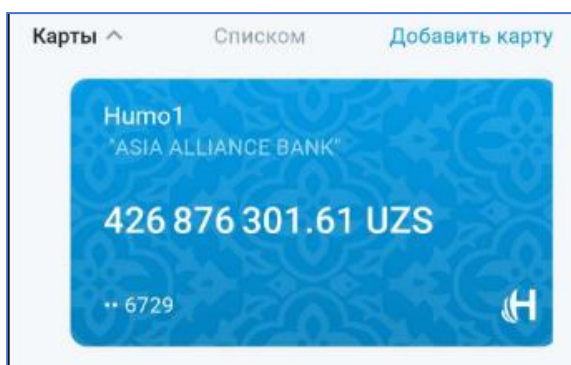 Карты Списком Добавить карту
Humo1
"ASIA ALLIANCE BANK"
426 876 301.61 UZS
•• 6729
H